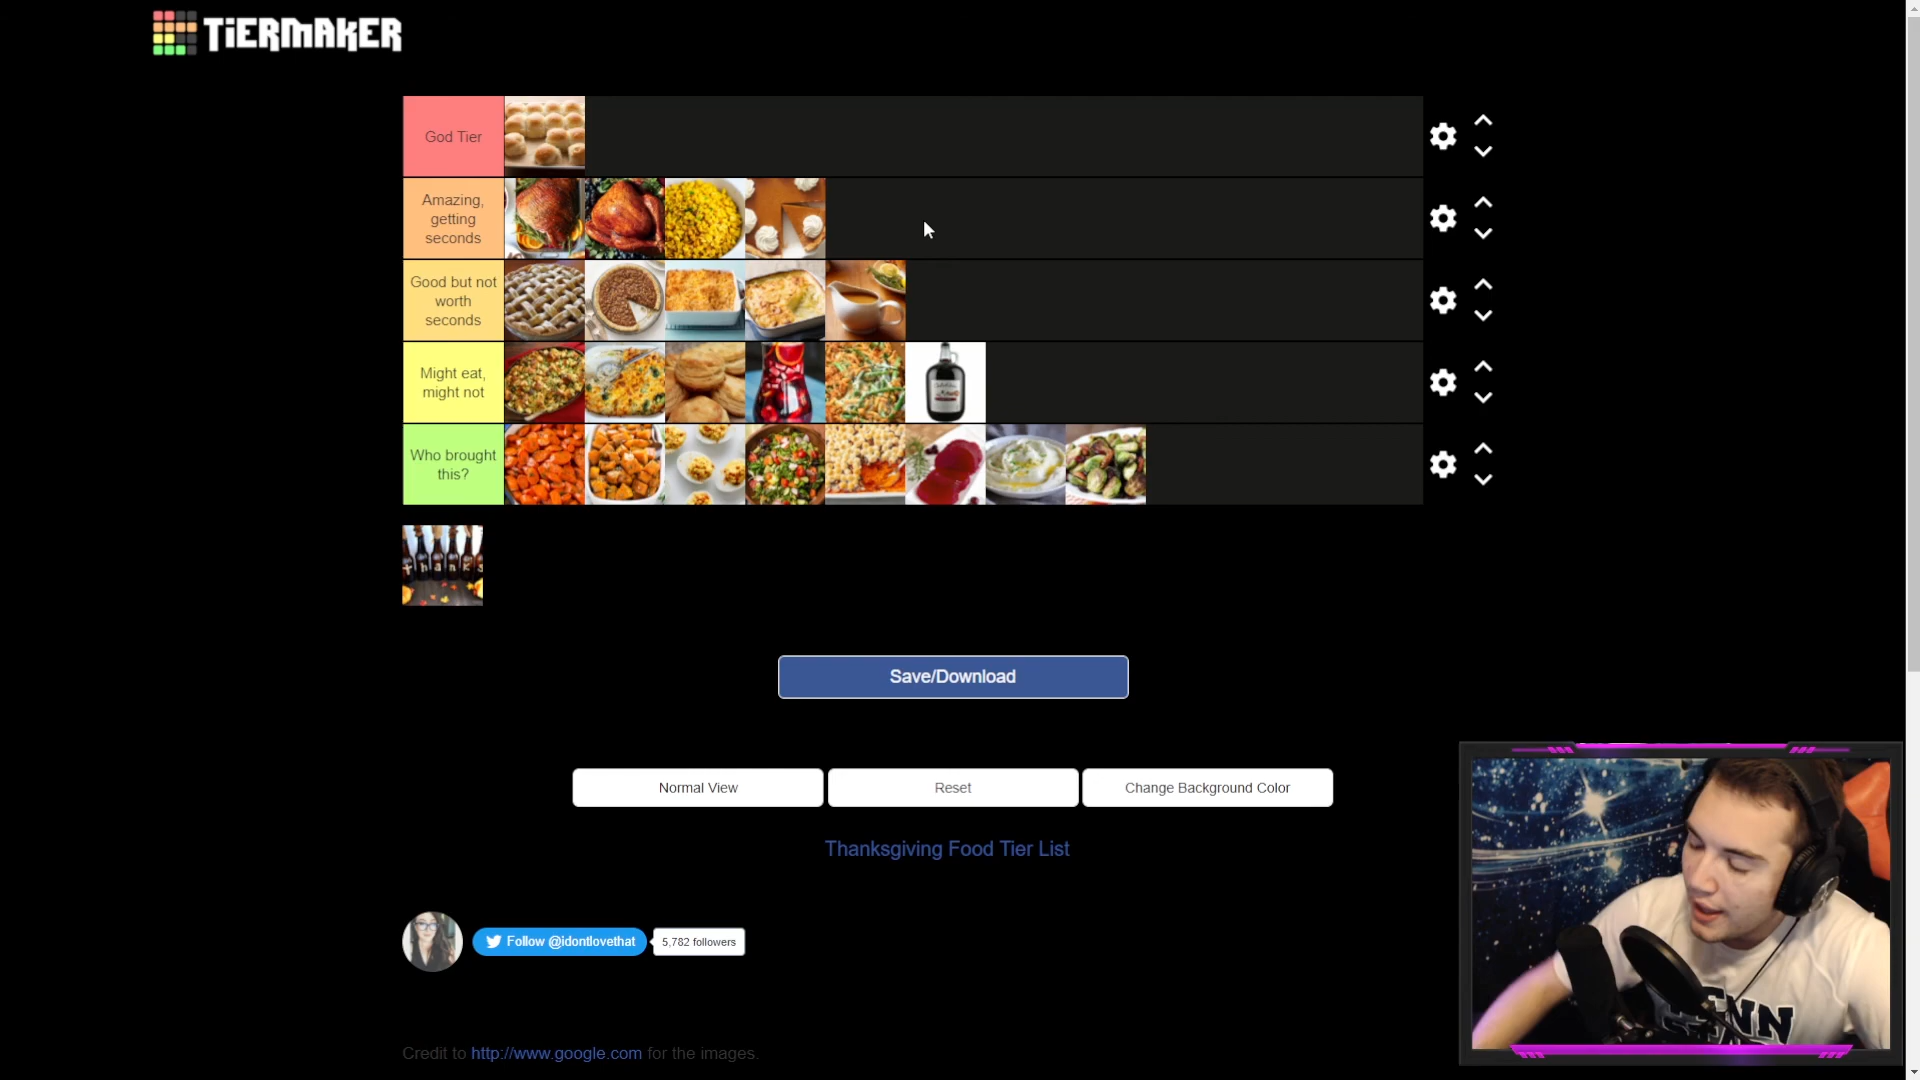 TiERMAKER
God Tier
Amazing,
getting
seconds
Good but not
worth
seconds
Might eat,
might not
Who brought
this?
thanks
Save/Download
Normal View
Reset
Change Background Color
Thanksgiving Food Tier List
Follow @idontlovethat
5,782 followers
Credit to http://www.google.com for the images.